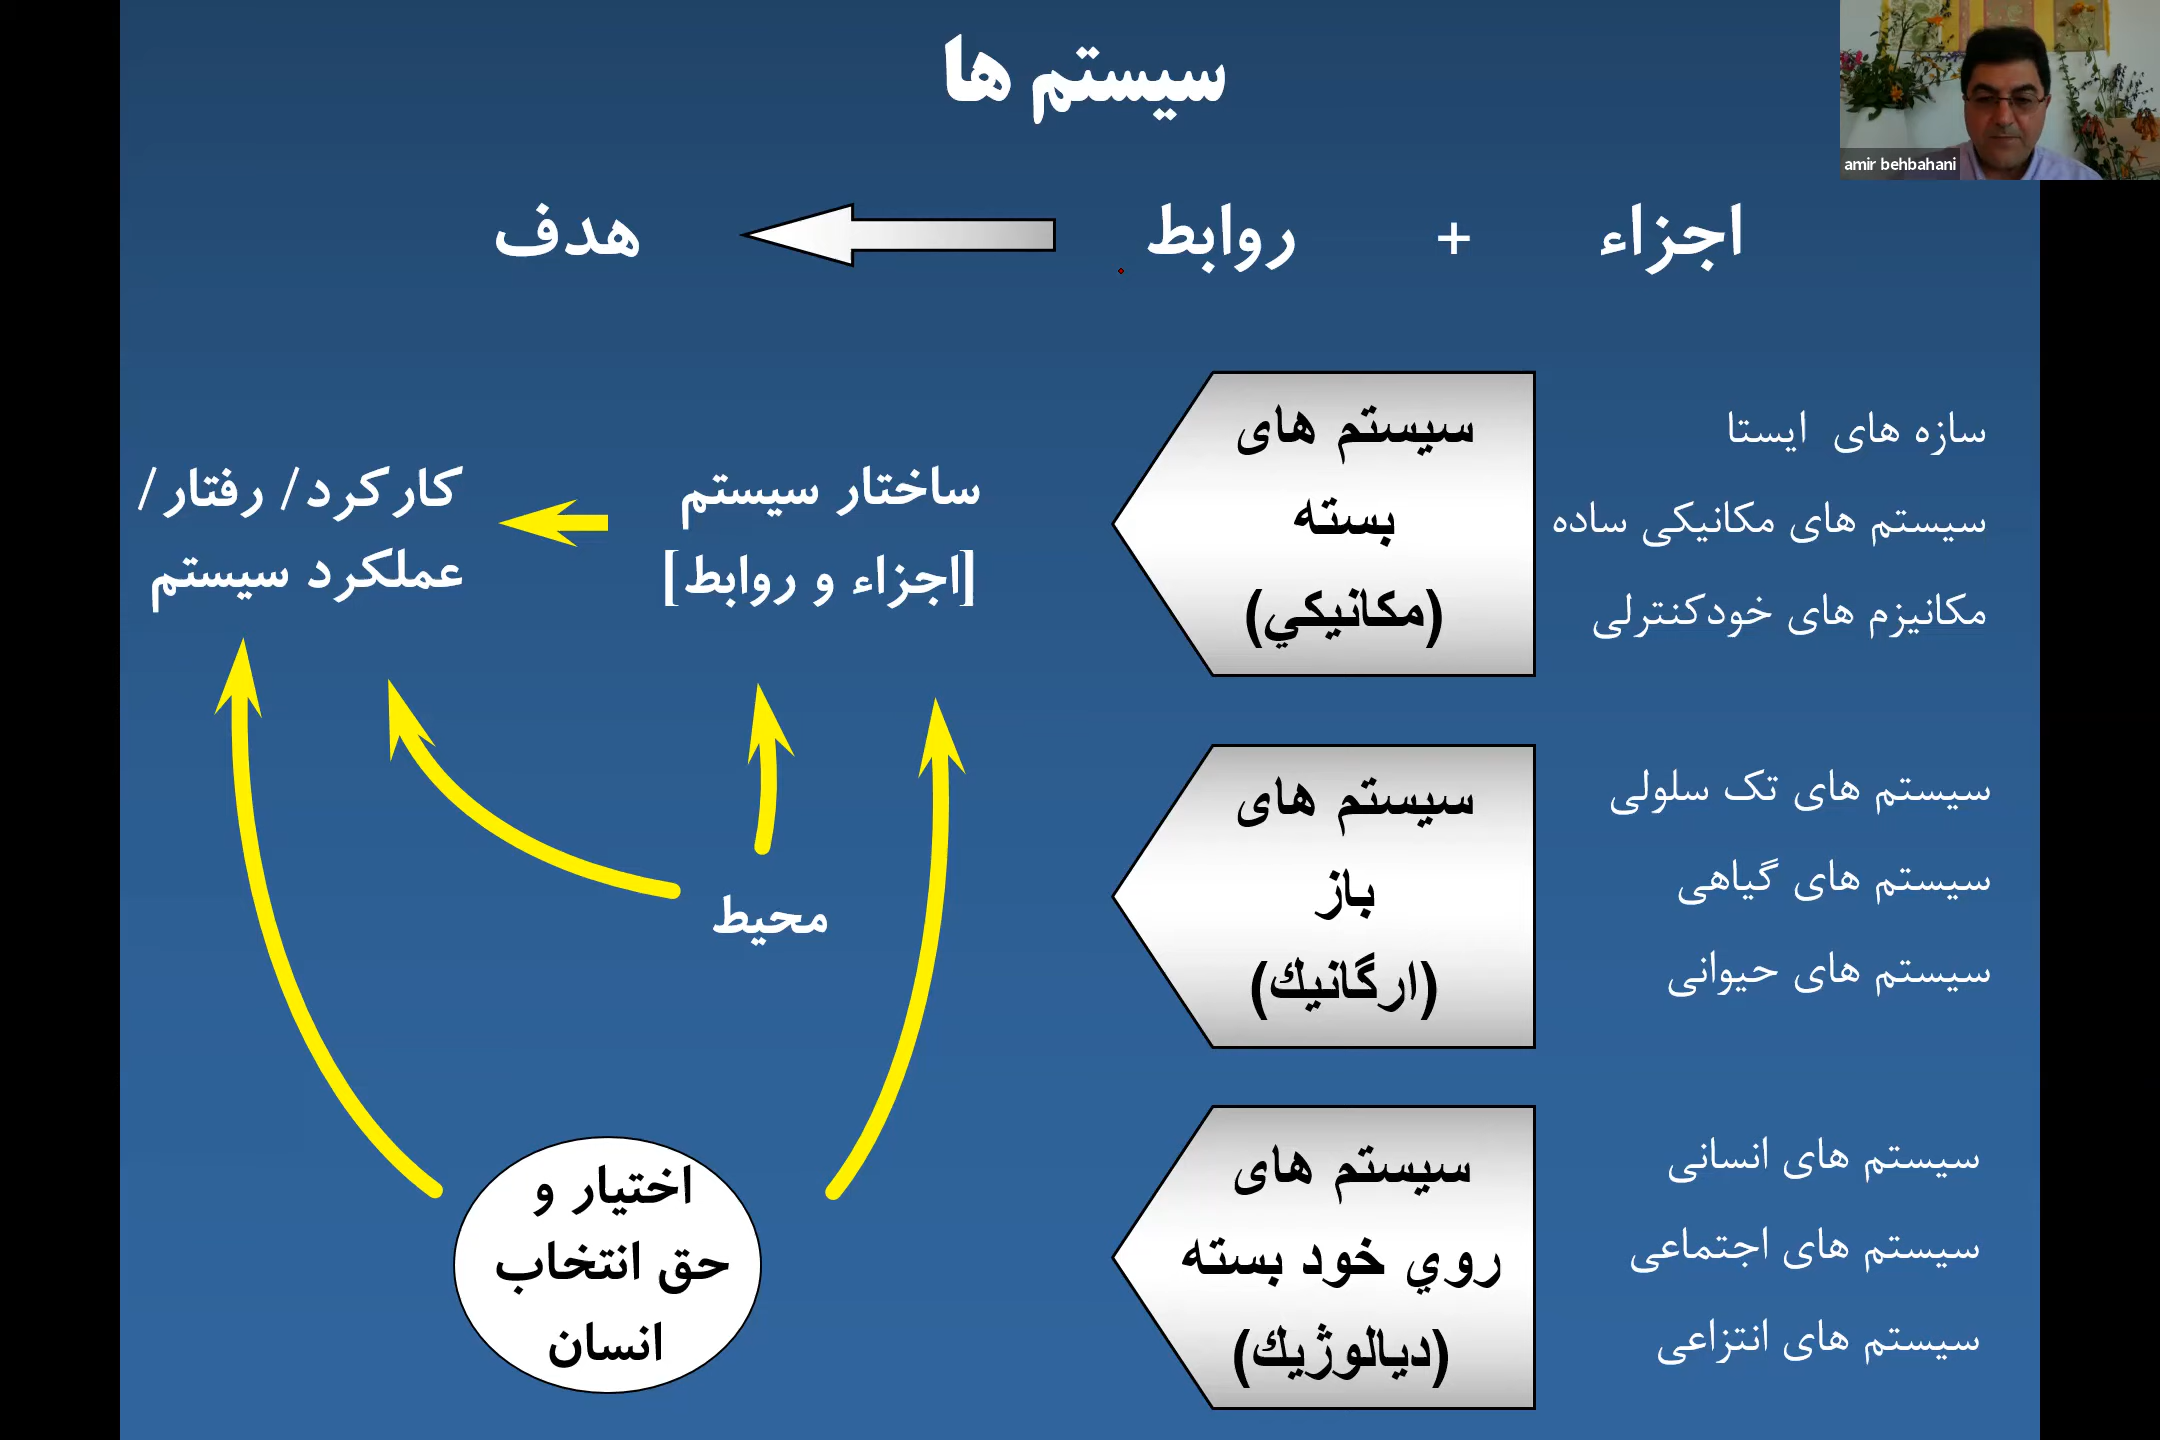 سیستم ها
amir behbahani
اجزاء + روابط هدف
سیستم های
بسته
(مکانیکي)
سازه های ایستا
سیستم های مکانیکی ساده
مکانیزم های خودکنترلی
ساختار سیستم
[اجزاء و روابط]
کارکرد/ رفتار/
عملکرد سیستم
سیستم های
باز
(ارگانیك)
سیستم های تک سلولی
سیستم های گیاهی
سیستم های حیوانی
محیط
سیستم های
روي خود بسته
(دیالوژیك)
سیستم های انسانی
سیستم های اجتماعی
سیستم های انتزاعی
اختیار و
حق انتخاب
انسان